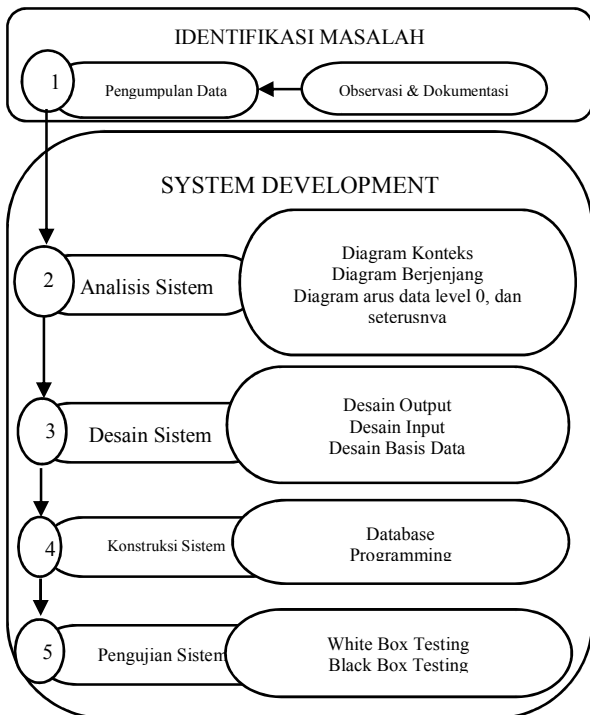 IDENTIFIKASI MASALAH
1
Pengumpulan Data
Observasi & Dokumentasi
SYSTEM DEVELOPMENT
2
Analisis Sistem
Diagram Konteks
Diagram Berjenjang
Diagram arus data level 0, dan
seterusnya
3
Desain Sistem
Desain Output
Desain Input
Desain Basis Data
4
Konstruksi Sistem
Database
Programming
5
Pengujian Sistem
White Box Testing
Black Box Testing